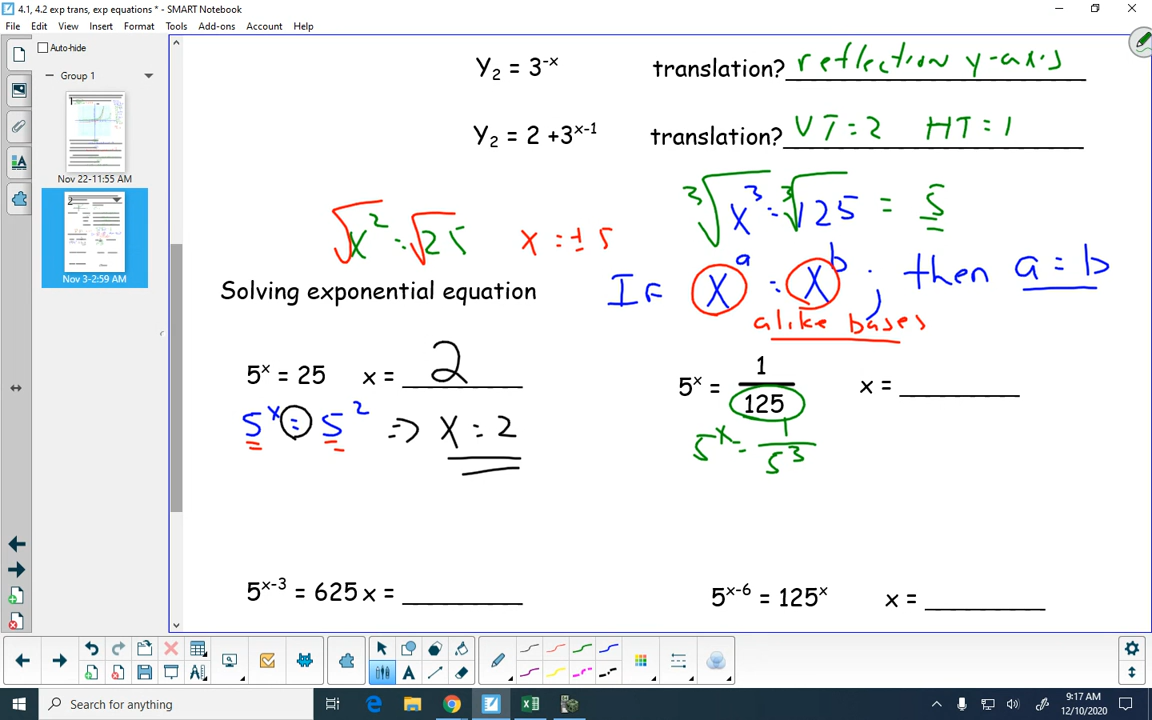 4.1, 4.2 exp trans, exp equations * - SMART Notebook
File Edit View Insert Format Tools Add-ons Account Help
Auto-hide
Group 1
1
Nov 22-11:55 AM
2
Nov 3-2:59 AM
Y₂ = 3⁻ˣ translation? reflection y-axis
Y₂ = 2 +3ˣ⁻¹ translation? VT = 2 HT = 1
∛x³ = ∛125 = 5
√x² = √25 x = ± 5
Solving exponential equation
If xᵃ = xᵇ ; then a = b
alike bases
5ˣ = 25 x = 2
5ˣ = 5² => x = 2
5ˣ = 1/125 x = ________
5ˣ = 1/5³
5ˣ⁻³ = 625 x = ________
5ˣ⁻⁶ = 125ˣ x = ________
Search for anything
9:17 AM
12/10/2020